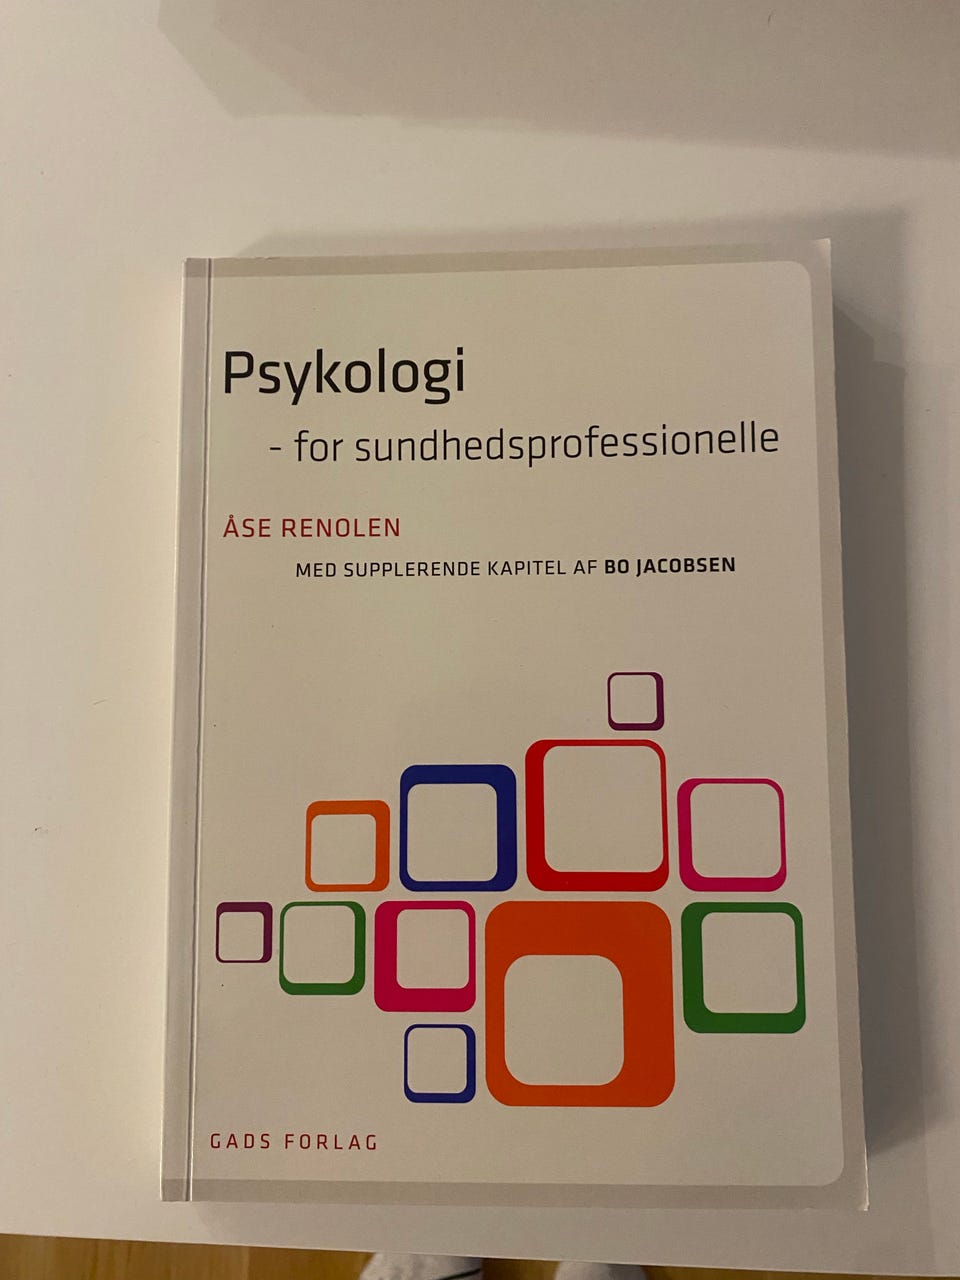 Psykologi
- for sundhedsprofessionelle
ÅSE RENOLEN
MED SUPPLERENDE KAPITEL AF BO JACOBSEN
GADS FORLAG